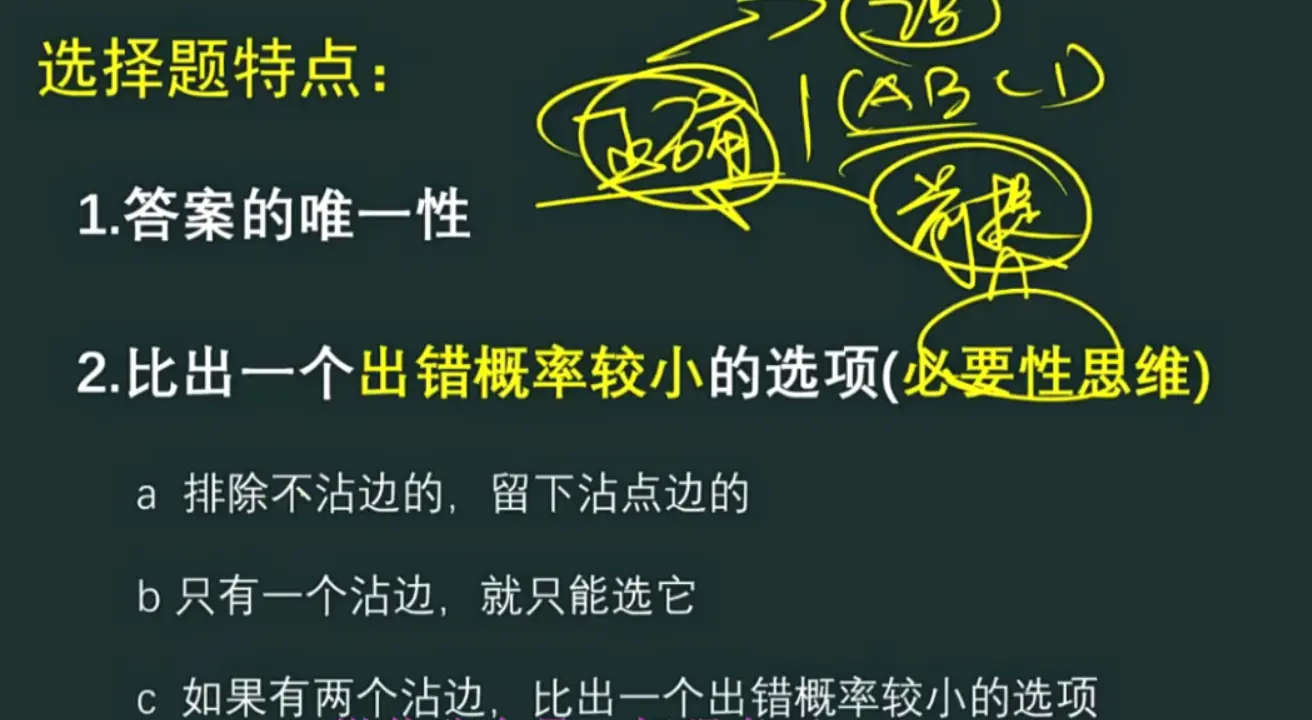 选择题特点：
正确
ABCD
前提
1.答案的唯一性
2.比出一个出错概率较小的选项(必要性思维)
a 排除不沾边的，留下沾点边的
b 只有一个沾边，就只能选它
c 如果有两个沾边，比出一个出错概率较小的选项